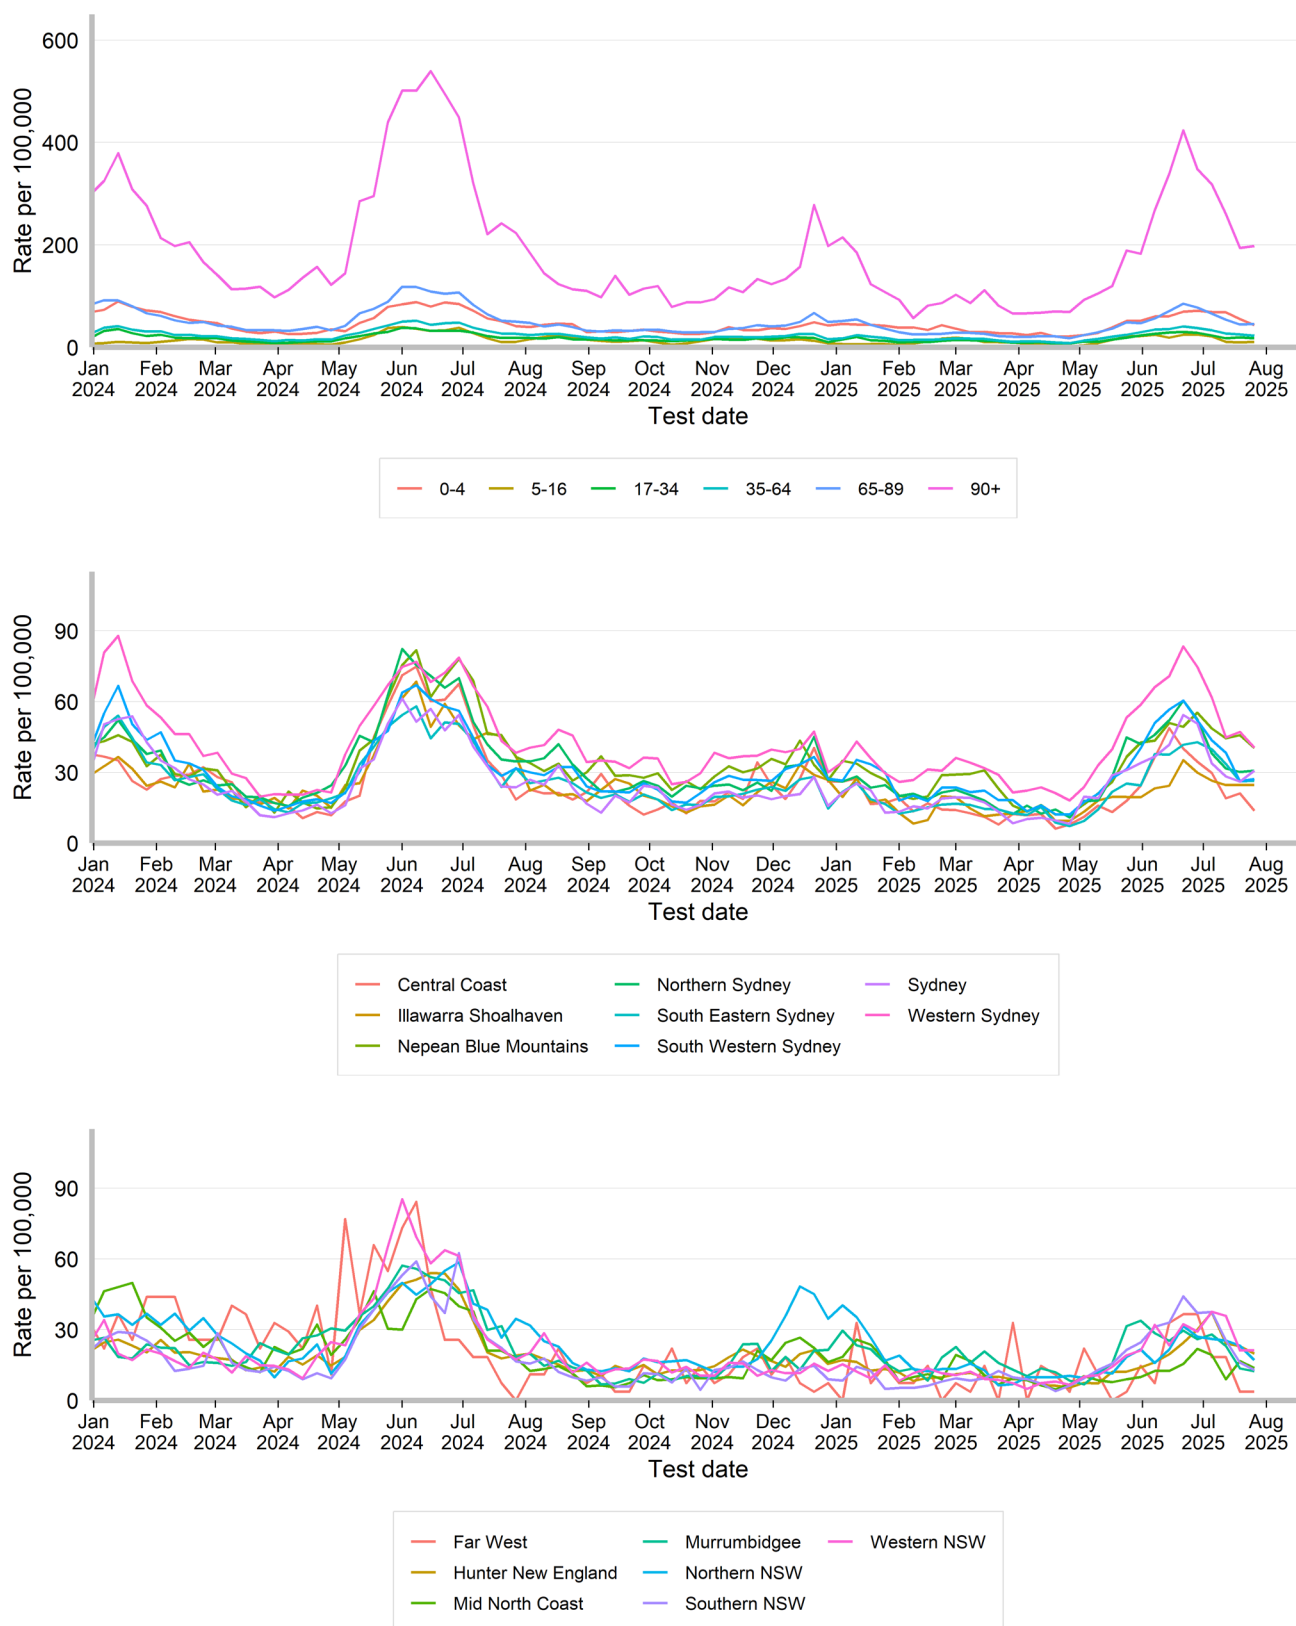 Rate per 100,000
600
400
200
0
Jan Feb Mar Apr May Jun Jul Aug Sep Oct Nov Dec Jan Feb Mar Apr May Jun Jul Aug
2024 2024 2024 2024 2024 2024 2024 2024 2024 2024 2024 2024 2025 2025 2025 2025 2025 2025 2025 2025
Test date
0-4 5-16 17-34 35-64 65-89 90+
Rate per 100,000
90
60
30
0
Jan Feb Mar Apr May Jun Jul Aug Sep Oct Nov Dec Jan Feb Mar Apr May Jun Jul Aug
2024 2024 2024 2024 2024 2024 2024 2024 2024 2024 2024 2024 2025 2025 2025 2025 2025 2025 2025 2025
Test date
Central Coast Northern Sydney Sydney
Illawarra Shoalhaven South Eastern Sydney Western Sydney
Nepean Blue Mountains South Western Sydney
Rate per 100,000
90
60
30
0
Jan Feb Mar Apr May Jun Jul Aug Sep Oct Nov Dec Jan Feb Mar Apr May Jun Jul Aug
2024 2024 2024 2024 2024 2024 2024 2024 2024 2024 2024 2024 2025 2025 2025 2025 2025 2025 2025 2025
Test date
Far West Murrumbidgee Western NSW
Hunter New England Northern NSW
Mid North Coast Southern NSW